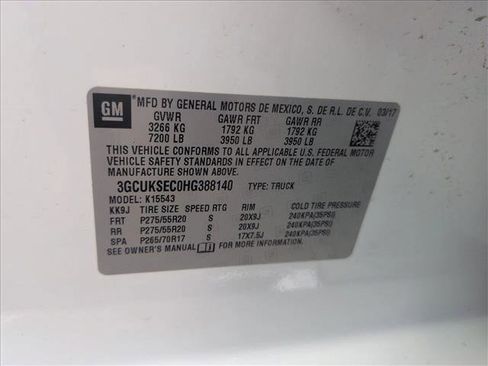 GM
MFD BY GENERAL MOTORS DE MEXICO, S. DE R.L. DE C.V. 03/17
GVWR GAWR FRT GAWR RR
3266 KG 1792 KG 1792 KG
7200 LB 3950 LB 3950 LB
THIS VEHICLE CONFORMS TO ALL APPLICABLE U.S. FEDERAL MOTOR
VEHICLE SAFETY STANDARDS IN EFFECT ON THE DATE OF
MANUFACTURE SHOWN ABOVE.
3GCUKSEC0HG388140 TYPE: TRUCK
MODEL: K15543
KK9J TIRE SIZE SPEED RTG RIM COLD TIRE PRESSURE
FRT P275/55R20 S 20X9J 240KPA(35PSI)
RR P275/55R20 S 20X9J 240KPA(35PSI)
SPA P265/70R17 S 17X7.5J 240KPA(35PSI)
SEE OWNER'S MANUAL FOR MORE INFORMATION.